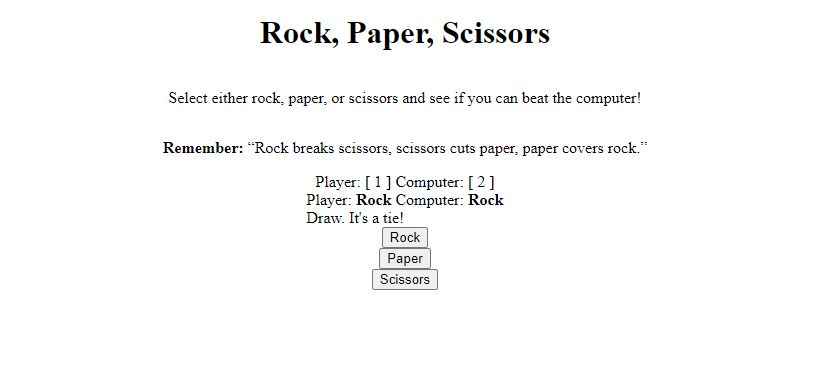 Rock, Paper, Scissors
Select either rock, paper, or scissors and see if you can beat the computer!
Remember: “Rock breaks scissors, scissors cuts paper, paper covers rock.”
Player: [ 1 ] Computer: [ 2 ]
Player: Rock Computer: Rock
Draw. It's a tie!
Rock
Paper
Scissors